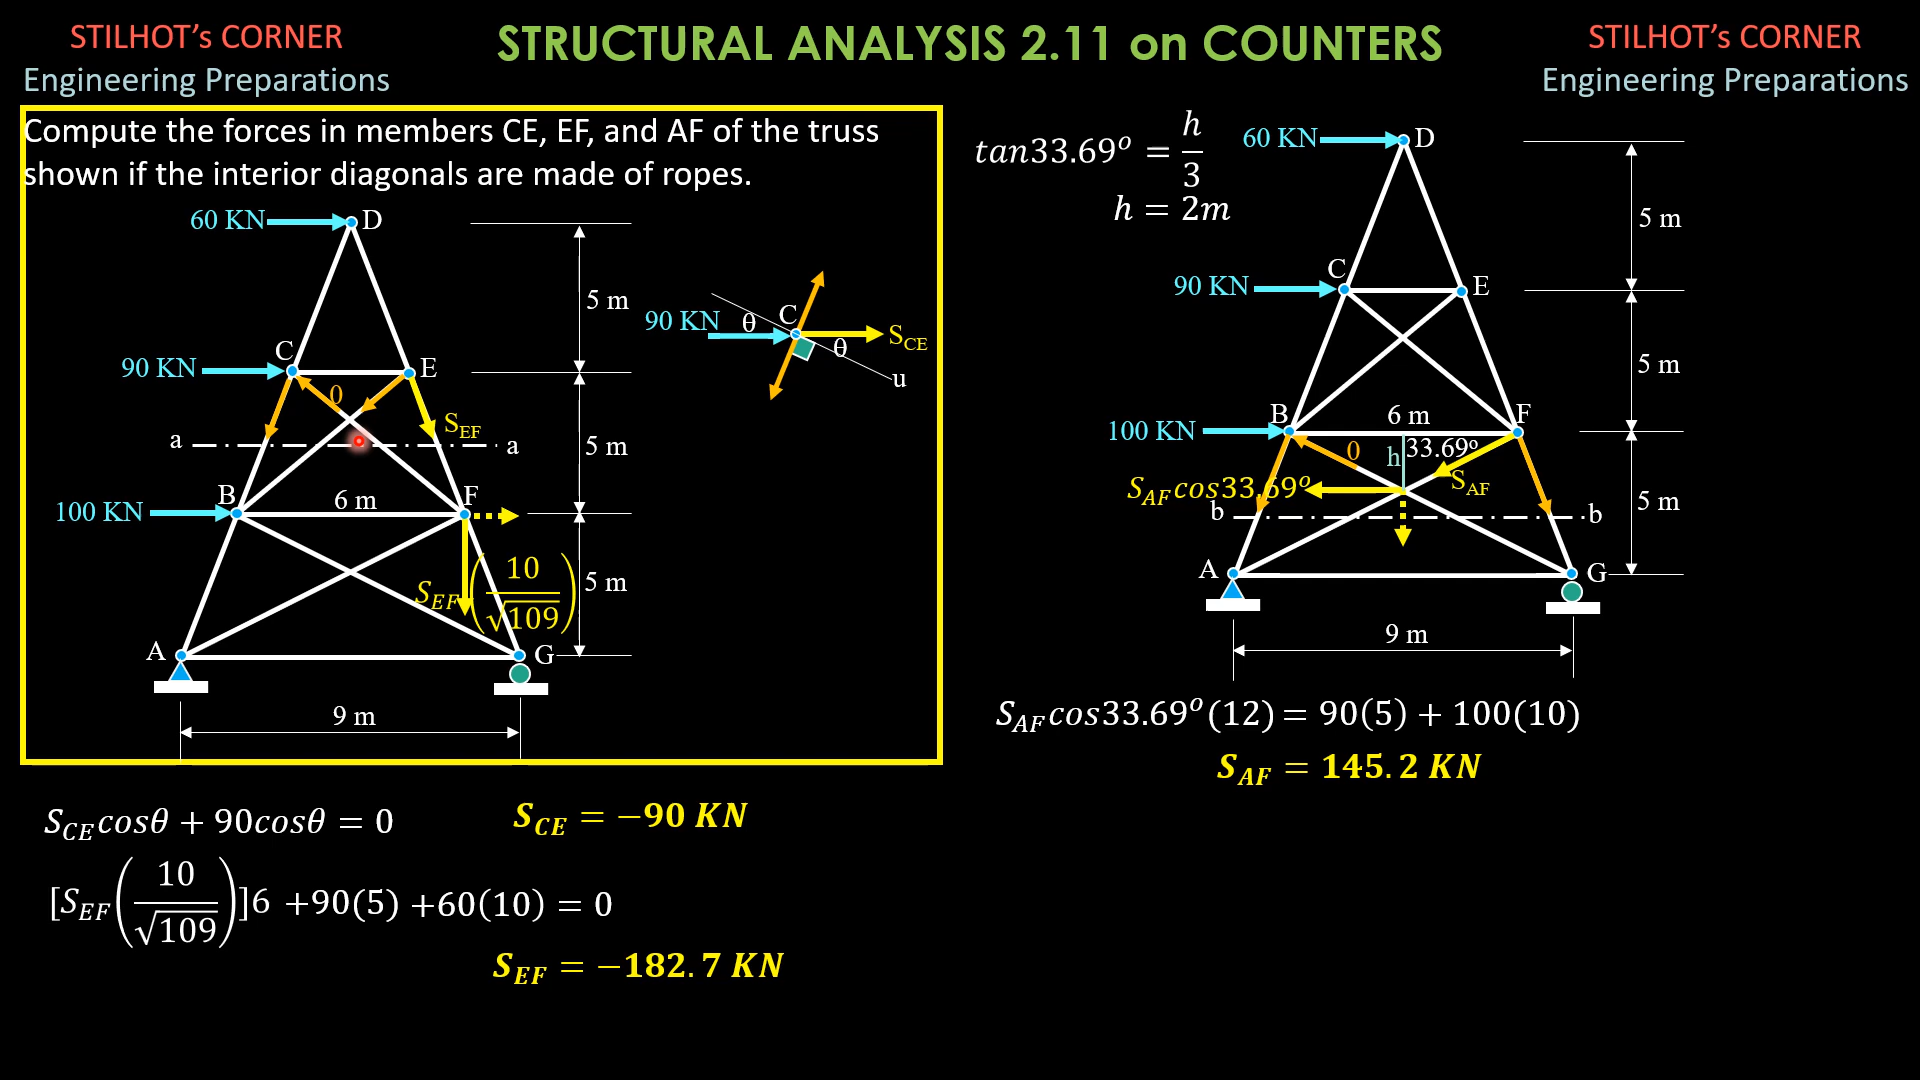 STILHOT's CORNER
Engineering Preparations
STRUCTURAL ANALYSIS 2.11 on COUNTERS
STILHOT's CORNER
Engineering Preparations
Compute the forces in members CE, EF, and AF of the truss
shown if the interior diagonals are made of ropes.
60 KN
D
5 m
90 KN
C
E
0
S_EF
a
a
5 m
B
F
6 m
100 KN
S_EF(10/√109)
5 m
A
G
9 m
90 KN
θ
C
S_CE
θ
u
tan33.69° = h/3
h = 2m
60 KN
D
5 m
C
E
90 KN
5 m
B
6 m
F
100 KN
0
h
33.69°
S_AF
S_AF cos33.69°
b
b
5 m
A
G
9 m
S_AF cos33.69°(12) = 90(5) + 100(10)
S_AF = 145.2 KN
S_CE cosθ + 90cosθ = 0
S_CE = −90 KN
[S_EF(10/√109)]6 +90(5) +60(10) = 0
S_EF = −182.7 KN